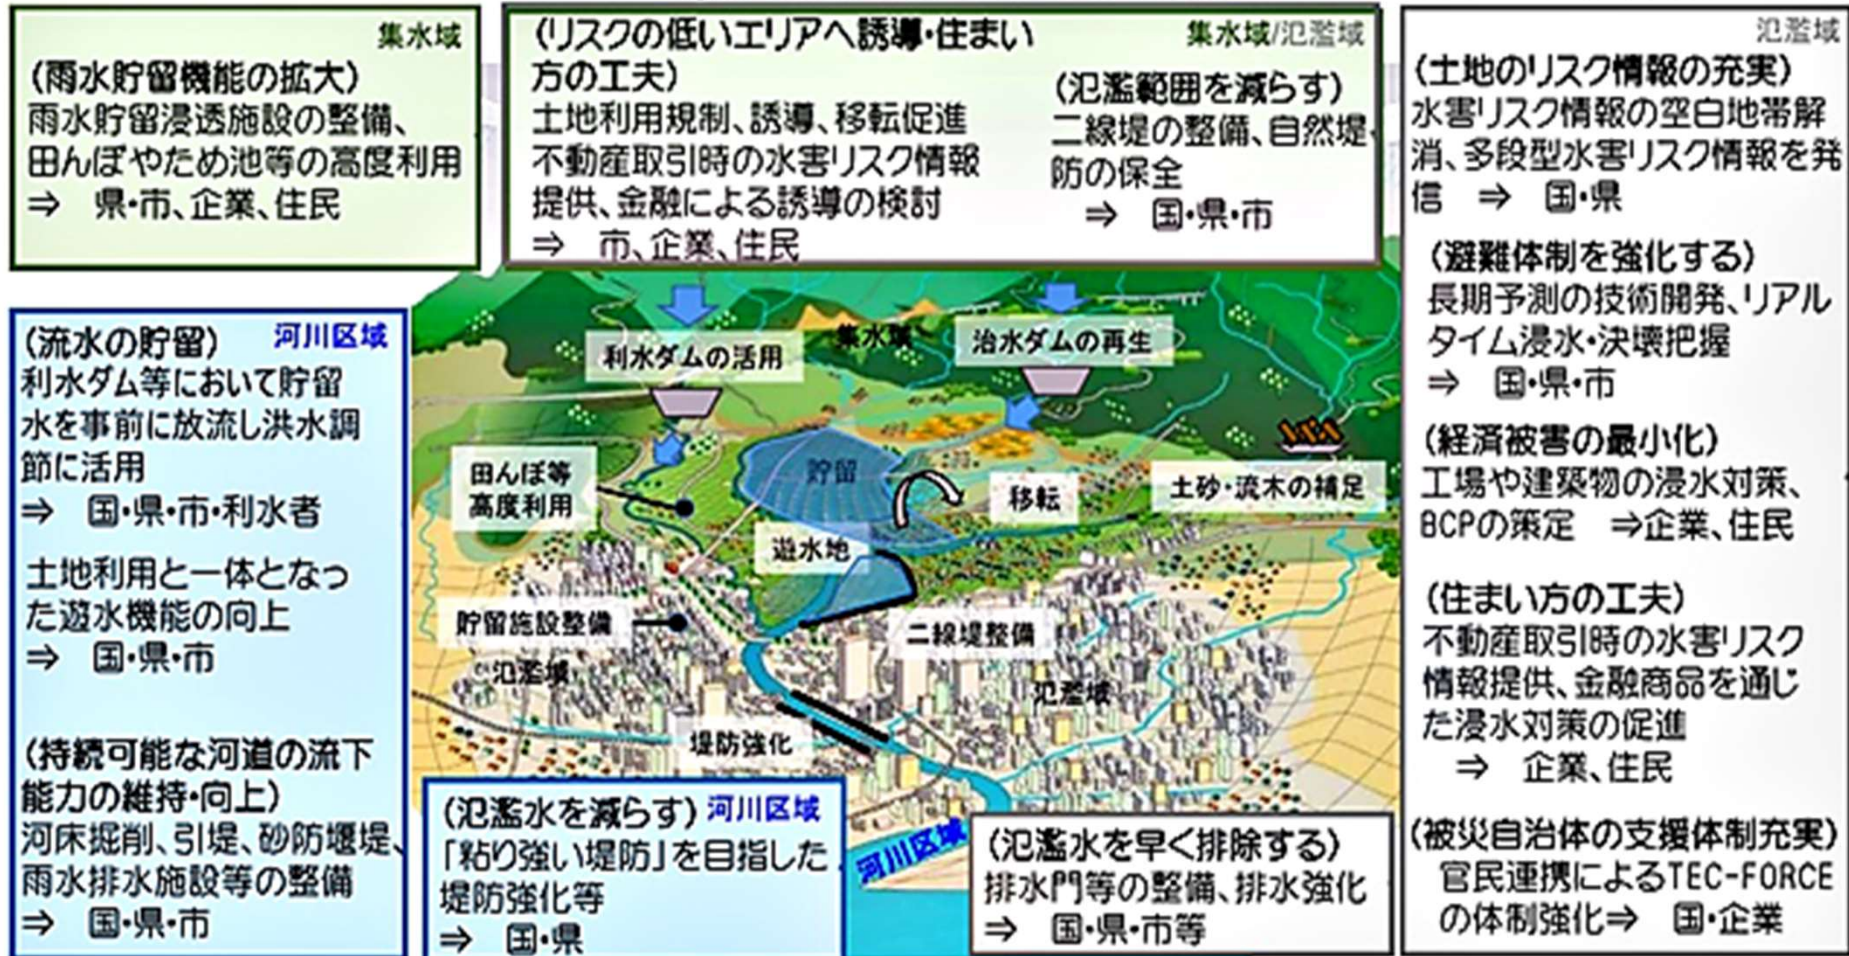 集水域
(雨水貯留機能の拡大)
雨水貯留浸透施設の整備、
田んぼやため池等の高度利用
⇒ 県・市、企業、住民
集水域/氾濫域
(リスクの低いエリアへ誘導・住まい
方の工夫)
土地利用規制、誘導、移転促進
不動産取引時の水害リスク情報
提供、金融による誘導の検討
⇒ 市、企業、住民
(氾濫範囲を減らす)
二線堤の整備、自然堤
防の保全
⇒ 国・県・市
氾濫域
(土地のリスク情報の充実)
水害リスク情報の空白地帯解
消、多段型水害リスク情報を発
信 ⇒ 国・県
(避難体制を強化する)
長期予測の技術開発、リアル
タイム浸水・決壊把握
⇒ 国・県・市
(経済被害の最小化)
工場や建築物の浸水対策、
BCPの策定 ⇒企業、住民
(住まい方の工夫)
不動産取引時の水害リスク
情報提供、金融商品を通じ
た浸水対策の促進
⇒ 企業、住民
(被災自治体の支援体制充実)
官民連携によるTEC-FORCE
の体制強化⇒ 国・企業
河川区域
(流水の貯留)
利水ダム等において貯留
水を事前に放流し洪水調
節に活用
⇒ 国・県・市・利水者
土地利用と一体となっ
た遊水機能の向上
⇒ 国・県・市
(持続可能な河道の流下
能力の維持・向上)
河床掘削、引堤、砂防堰堤、
雨水排水施設等の整備
⇒ 国・県・市
集水域
利水ダムの活用
治水ダムの再生
田んぼ等
高度利用
貯留
移転
土砂・流木の補足
遊水地
貯留施設整備
二線堤整備
氾濫域
氾濫域
堤防強化
河川区域
(氾濫水を減らす) 河川区域
「粘り強い堤防」を目指した
堤防強化等
⇒ 国・県
(氾濫水を早く排除する)
排水門等の整備、排水強化
⇒ 国・県・市等